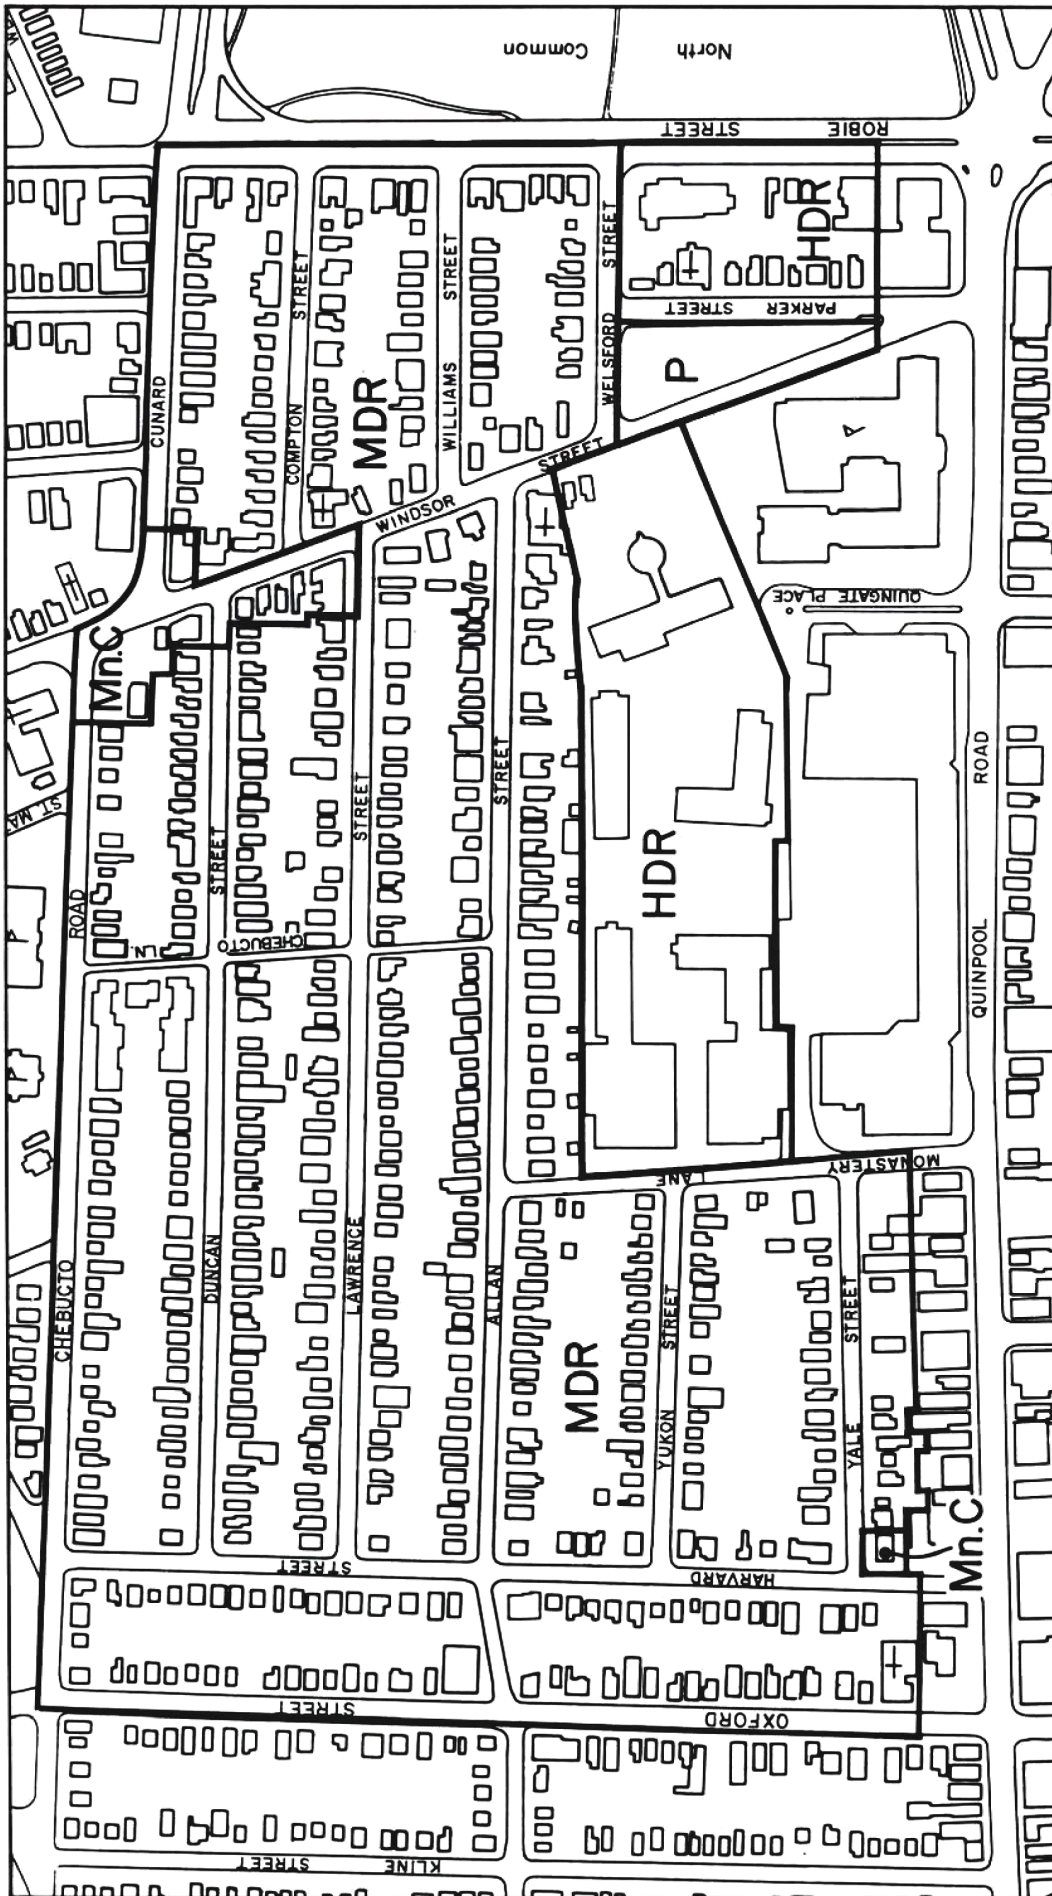 North Common
ROBIE STREET
CUNARD
COMPTON STREET
WILLIAMS STREET
WELSFORD STREET
PARKER STREET
HDR
P
MDR
WINDSOR STREET
Mn.C
QUINGATE PLACE
ST. MA
CHEBUCTO ROAD
CHEBUCTO LN.
DUNCAN STREET
LAWRENCE STREET
ALLAN STREET
HDR
QUINPOOL ROAD
MONASTERY LANE
MDR
YUKON STREET
YALE STREET
HARVARD STREET
Mn.C
OXFORD STREET
KLINE STREET